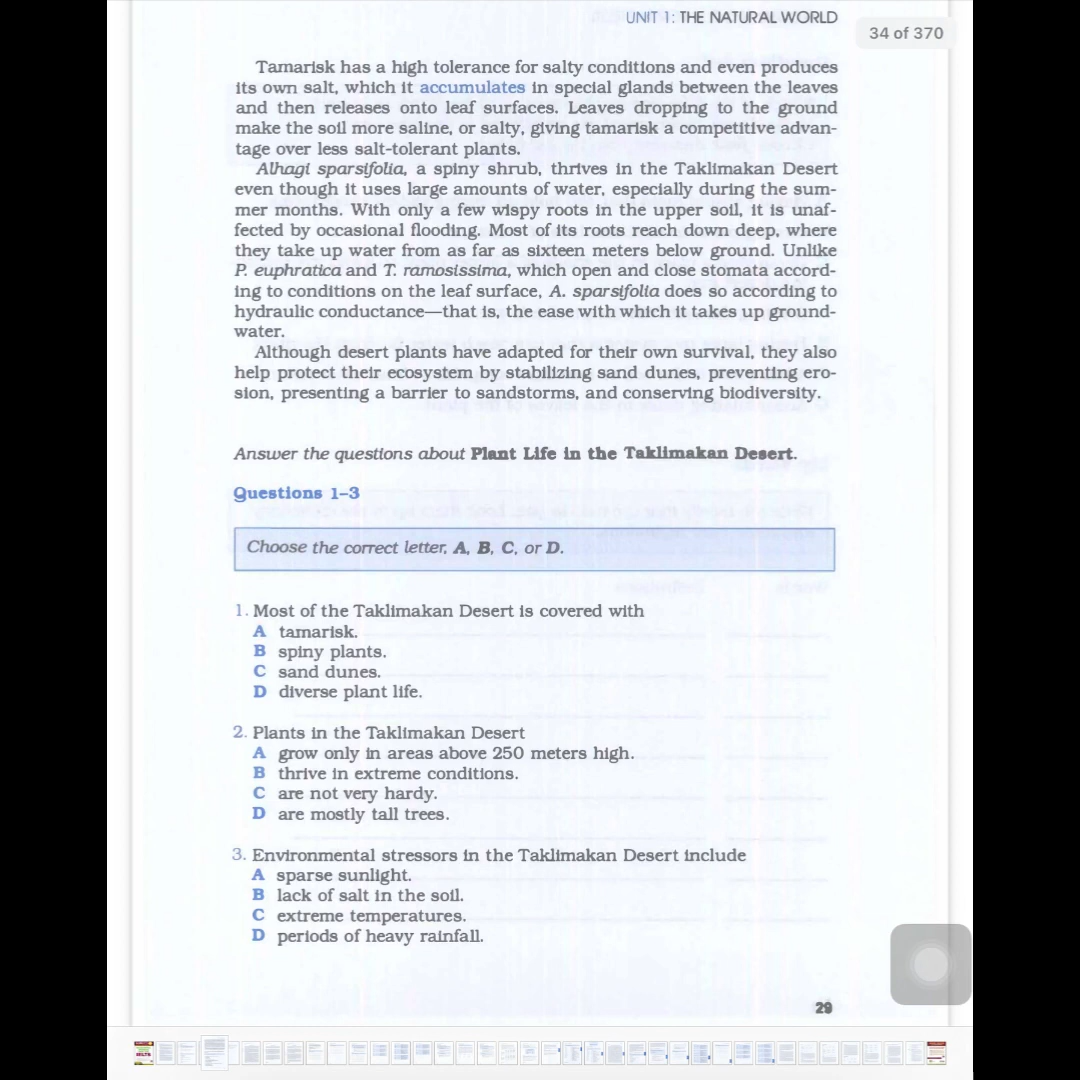 UNIT 1: THE NATURAL WORLD
34 of 370
Tamarisk has a high tolerance for salty conditions and even produces
its own salt, which it accumulates in special glands between the leaves
and then releases onto leaf surfaces. Leaves dropping to the ground
make the soil more saline, or salty, giving tamarisk a competitive advan-
tage over less salt-tolerant plants.
Alhagi sparsifolia, a spiny shrub, thrives in the Taklimakan Desert
even though it uses large amounts of water, especially during the sum-
mer months. With only a few wispy roots in the upper soil, it is unaf-
fected by occasional flooding. Most of its roots reach down deep, where
they take up water from as far as sixteen meters below ground. Unlike
P. euphratica and T. ramosissima, which open and close stomata accord-
ing to conditions on the leaf surface, A. sparsifolia does so according to
hydraulic conductance—that is, the ease with which it takes up ground-
water.
Although desert plants have adapted for their own survival, they also
help protect their ecosystem by stabilizing sand dunes, preventing ero-
sion, presenting a barrier to sandstorms, and conserving biodiversity.
Answer the questions about Plant Life in the Taklimakan Desert.
Questions 1–3
Choose the correct letter, A, B, C, or D.
1. Most of the Taklimakan Desert is covered with
A tamarisk.
B spiny plants.
C sand dunes.
D diverse plant life.
2. Plants in the Taklimakan Desert
A grow only in areas above 250 meters high.
B thrive in extreme conditions.
C are not very hardy.
D are mostly tall trees.
3. Environmental stressors in the Taklimakan Desert include
A sparse sunlight.
B lack of salt in the soil.
C extreme temperatures.
D periods of heavy rainfall.
29